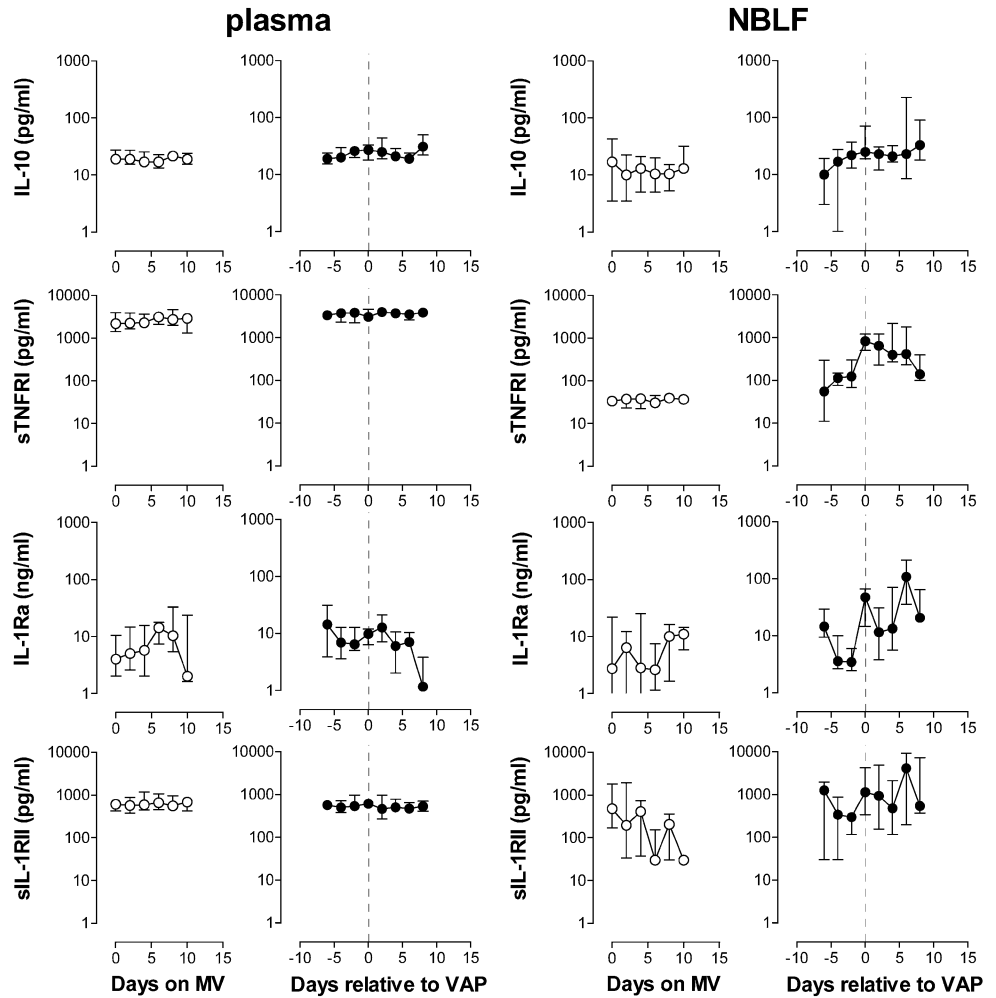 plasma NBLF
IL-10 (pg/ml) 1000 100 10 1 1000 100 10 1 IL-10 (pg/ml) 1000 100 10 1 1000 100 10 1
0 5 10 15 -10 -5 0 5 10 15 0 5 10 15 -10 -5 0 5 10 15
sTNFRI (pg/ml) 10000 1000 100 10 1 10000 1000 100 10 1 sTNFRI (pg/ml) 10000 1000 100 10 1 10000 1000 100 10 1
0 5 10 15 -10 -5 0 5 10 15 0 5 10 15 -10 -5 0 5 10 15
IL-1Ra (ng/ml) 1000 100 10 1 1000 100 10 1 IL-1Ra (ng/ml) 1000 100 10 1 1000 100 10 1
0 5 10 15 -10 -5 0 5 10 15 0 5 10 15 -10 -5 0 5 10 15
sIL-1RII (pg/ml) 10000 1000 100 10 1 10000 1000 100 10 1 sIL-1RII (pg/ml) 10000 1000 100 10 1 10000 1000 100 10 1
0 5 10 15 -10 -5 0 5 10 15 0 5 10 15 -10 -5 0 5 10 15
Days on MV Days relative to VAP Days on MV Days relative to VAP